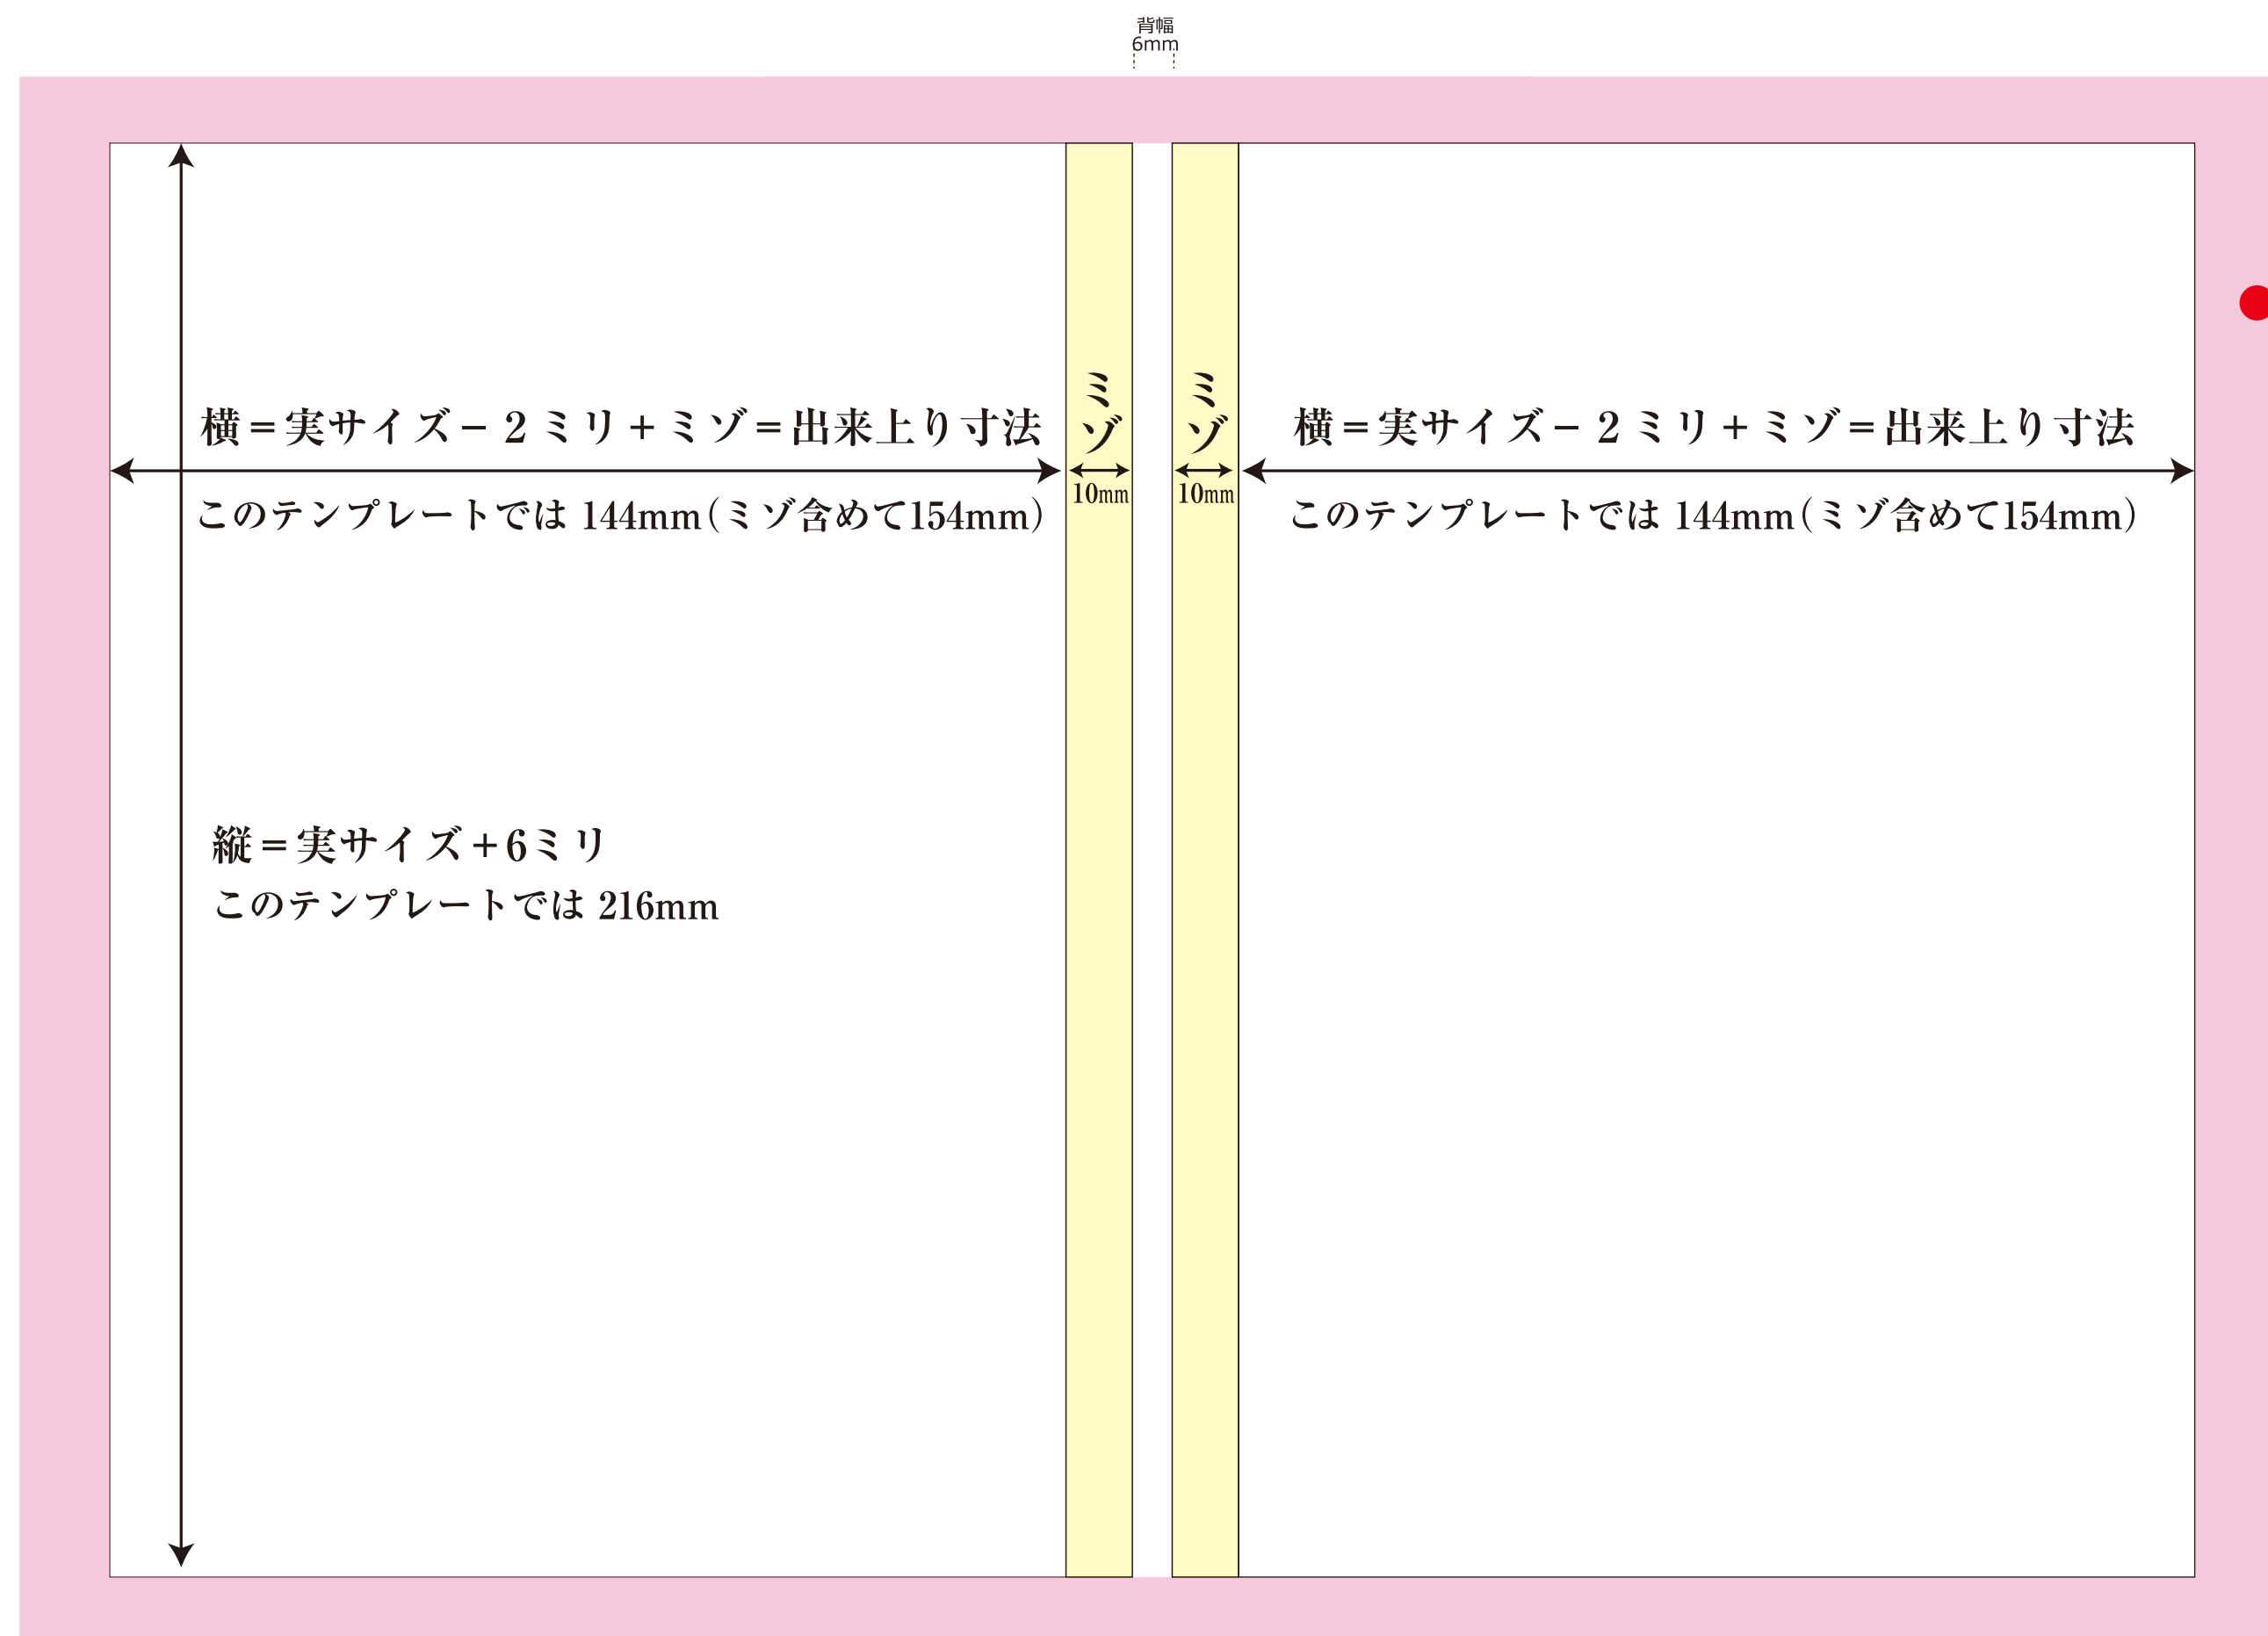 背幅
6mm
横＝実サイズ－２ミリ＋ミゾ＝出来上り寸法
このテンプレートでは 144mm（ミゾ含めて154mm）
ミゾ
10mm
ミゾ
10mm
横＝実サイズ－２ミリ＋ミゾ＝出来上り寸法
このテンプレートでは 144mm（ミゾ含めて154mm）
縦＝実サイズ＋6ミリ
このテンプレートでは 216mm